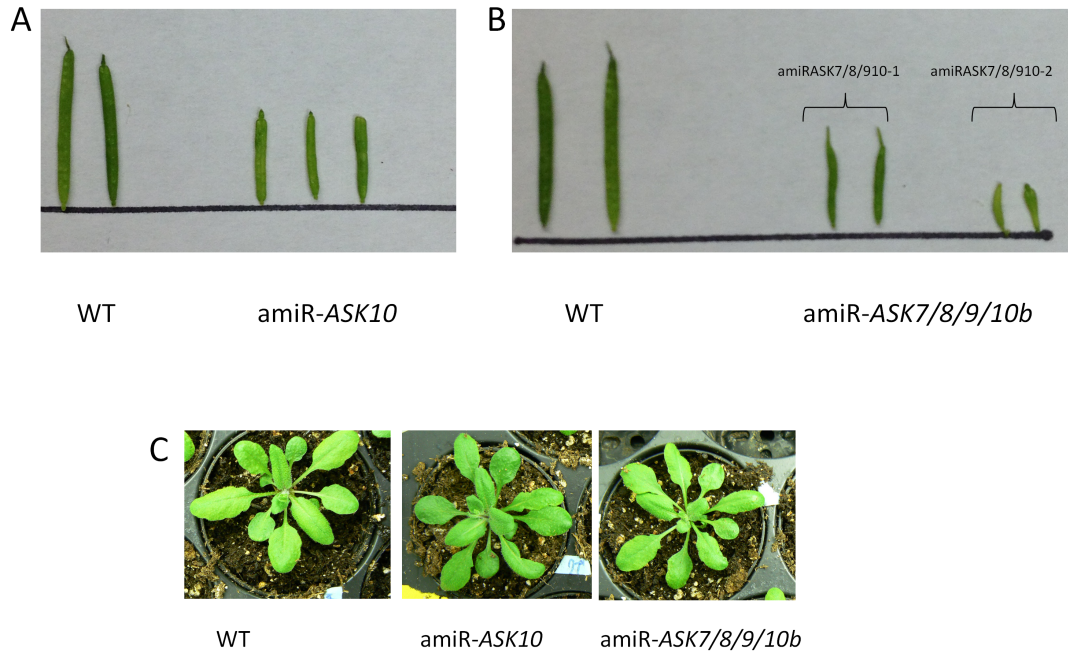 A
B
amiRASK7/8/910-1
amiRASK7/8/910-2
WT
amiR-ASK10
WT
amiR-ASK7/8/9/10b
C
WT
amiR-ASK10
amiR-ASK7/8/9/10b